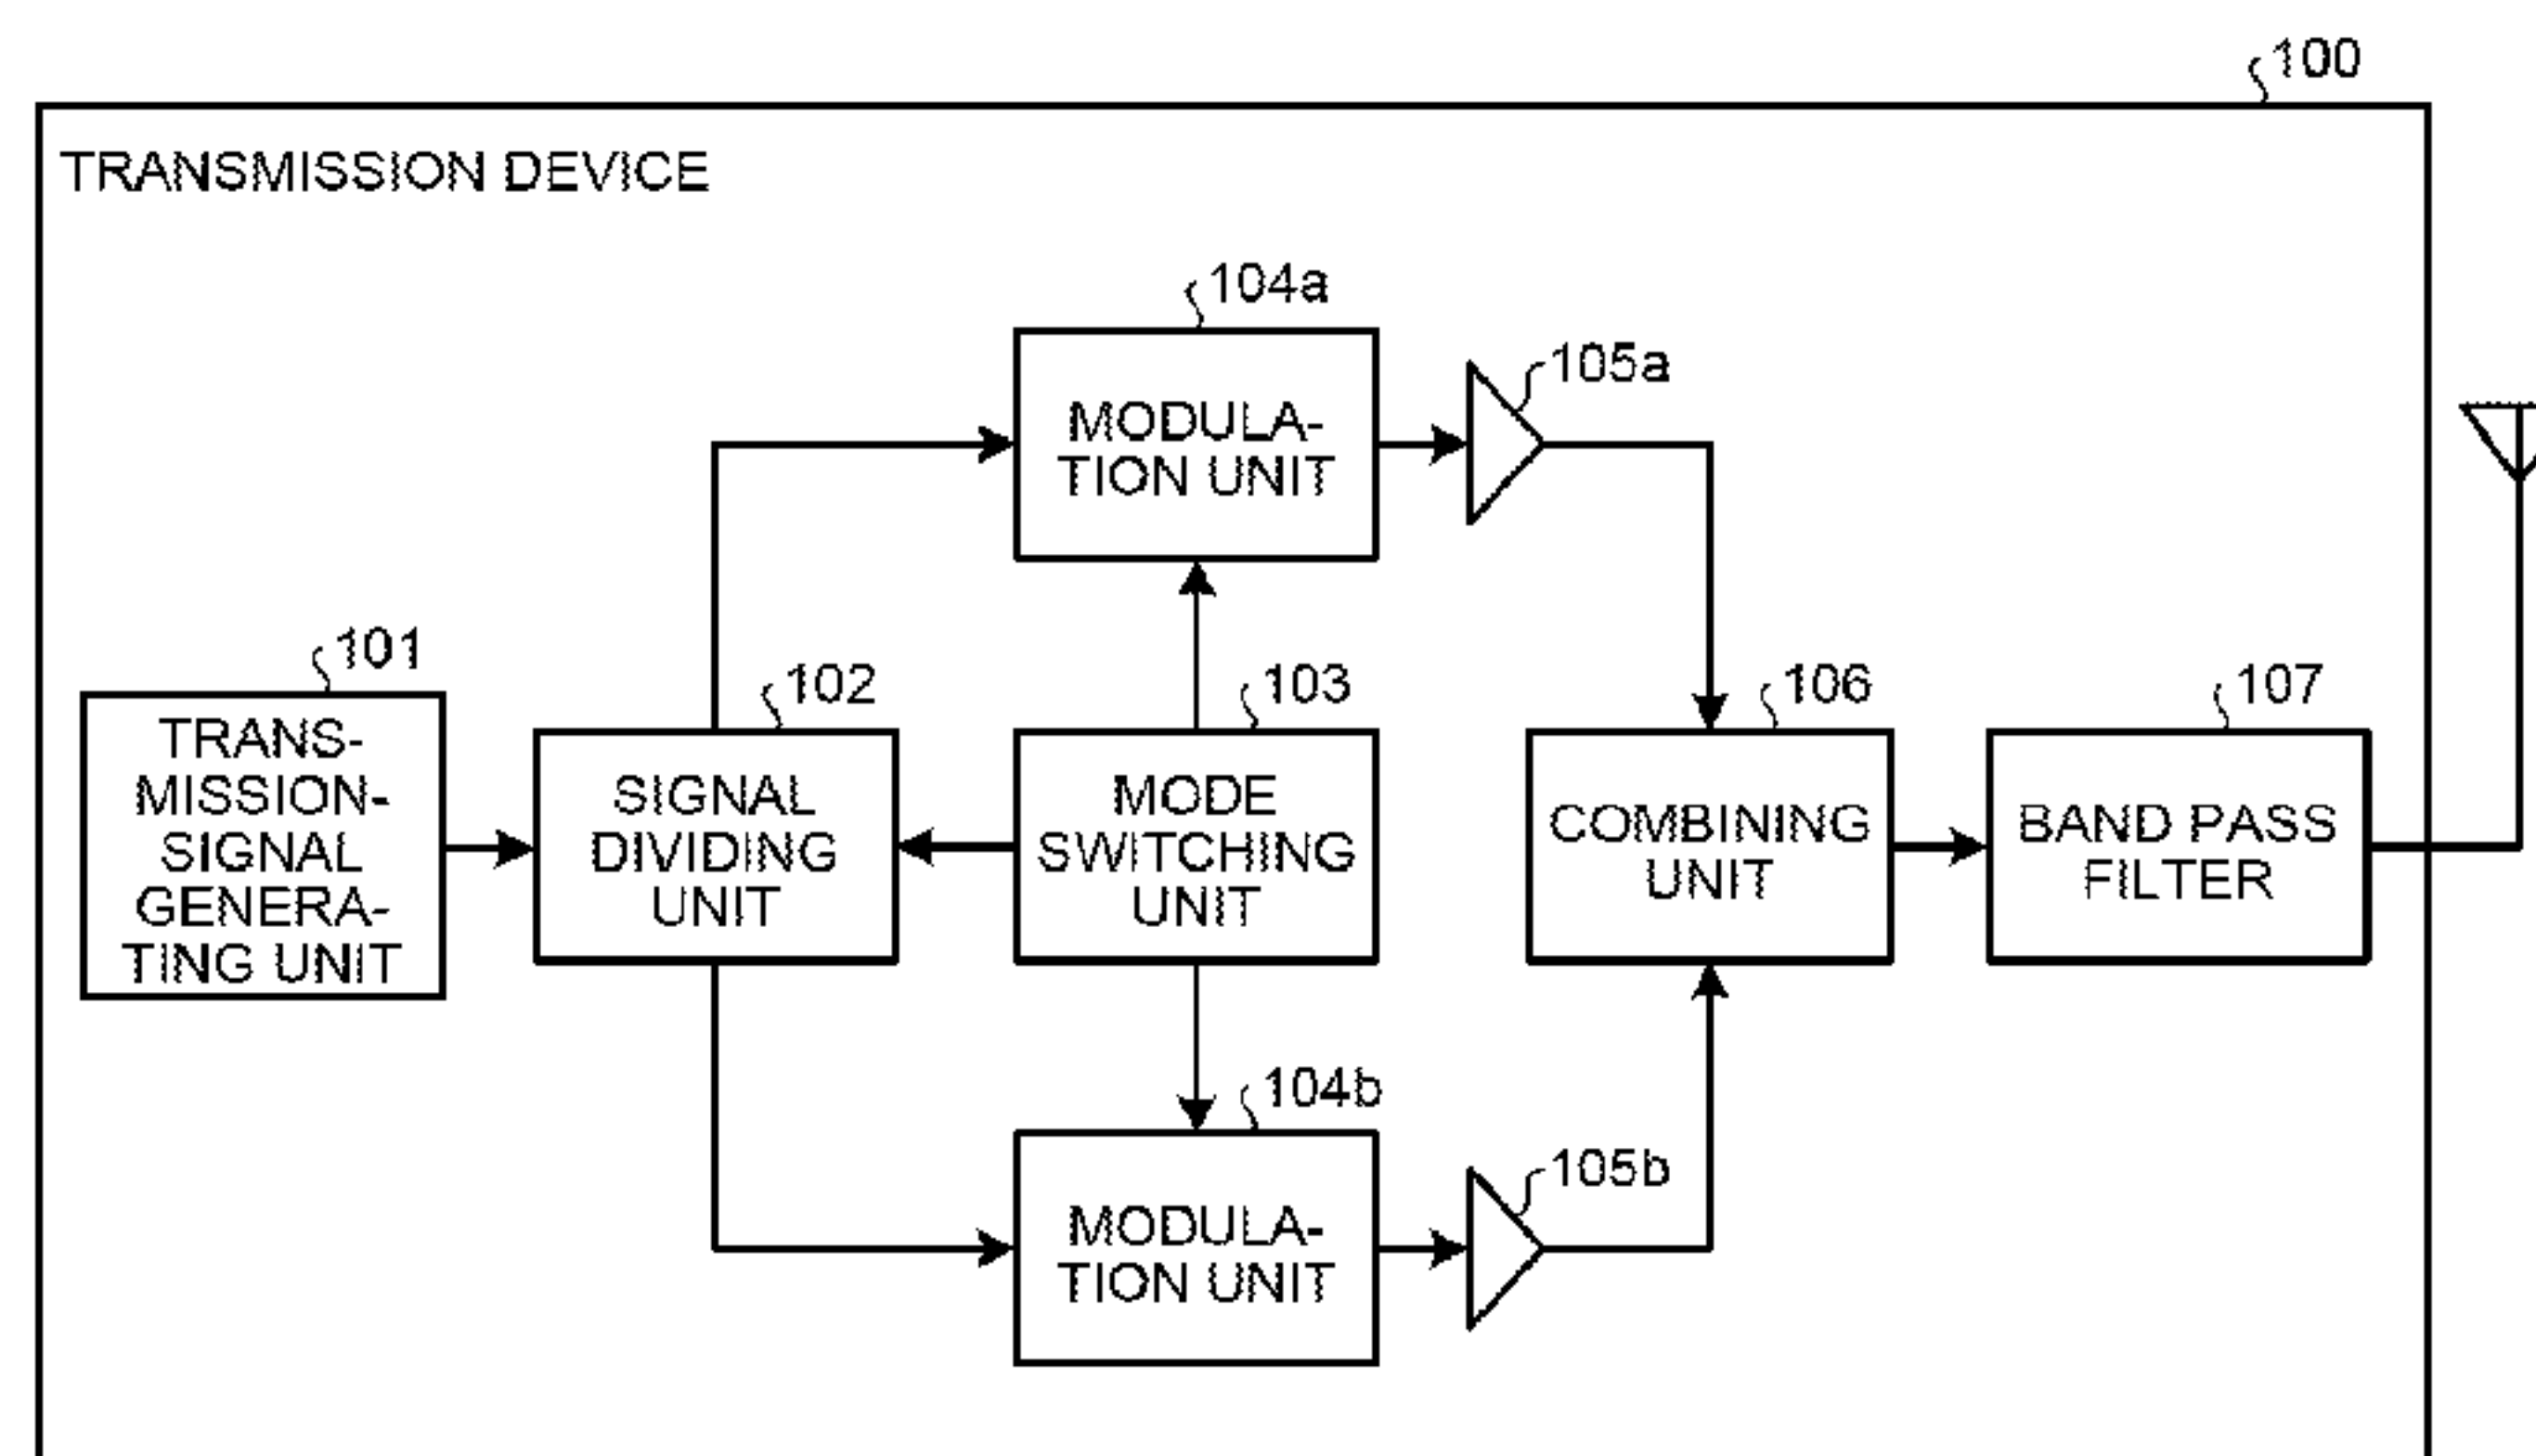 100
TRANSMISSION DEVICE
104a
MODULA-
TION UNIT
105a
101
TRANS-
MISSION-
SIGNAL
GENERA-
TING UNIT
102
SIGNAL
DIVIDING
UNIT
103
MODE
SWITCHING
UNIT
106
COMBINING
UNIT
107
BAND PASS
FILTER
104b
MODULA-
TION UNIT
105b